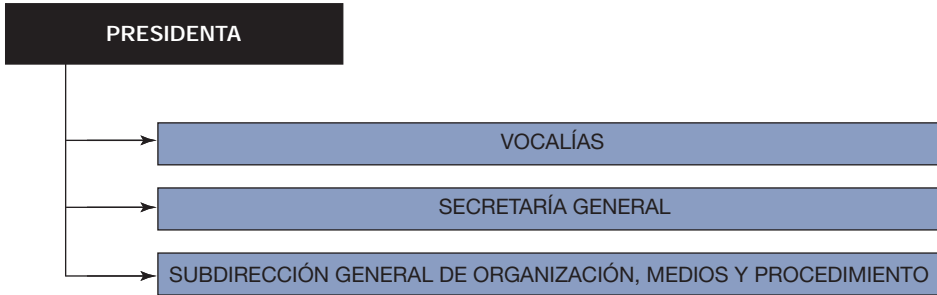 PRESIDENTA
VOCALÍAS
SECRETARÍA GENERAL
SUBDIRECCIÓN GENERAL DE ORGANIZACIÓN, MEDIOS Y PROCEDIMIENTO